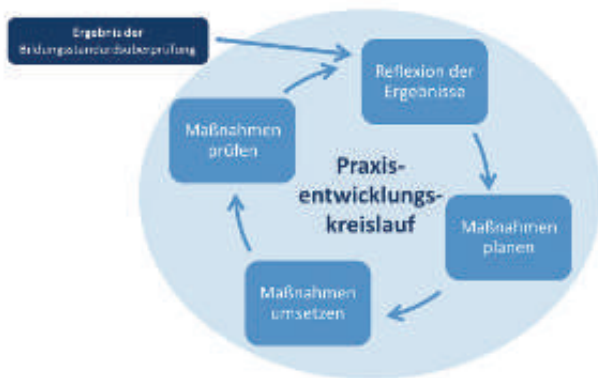 Ergebnis der
Bildungsstandardsüberprüfung
Reflexion der
Ergebnisse
Maßnahmen
prüfen
Praxis-
entwicklungs-
kreislauf
Maßnahmen
planen
Maßnahmen
umsetzen